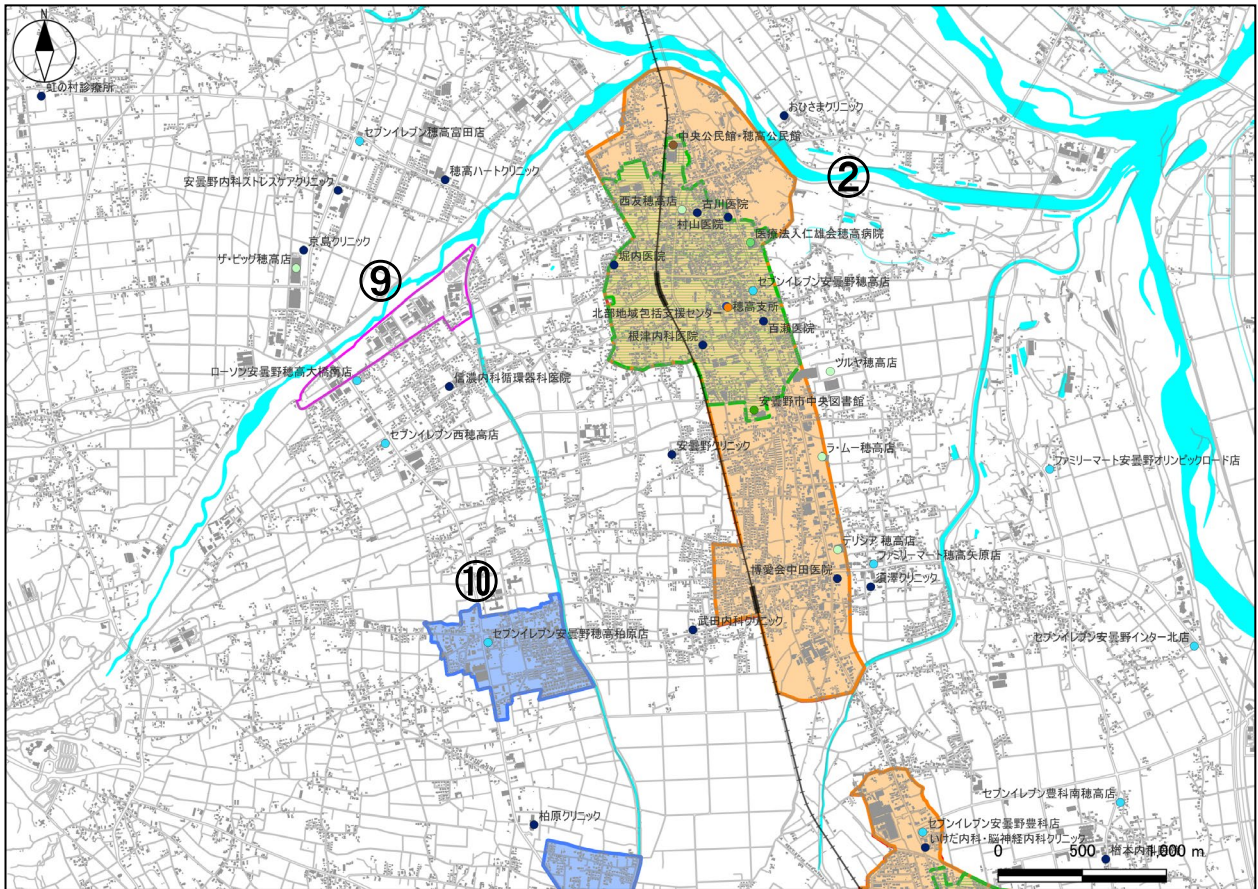 N
虹の村診療所
おひさまクリニック
セブンイレブン穂高富田店
中央公民館・穂高公民館
②
穂高ハートクリニック
安曇野内科ストレスケアクリニック
西友穂高店
古川医院
村山医院
医療法人仁雄会穂高病院
京島クリニック
ザ・ビッグ穂高店
堀内医院
⑨
セブンイレブン安曇野穂高店
北部地域包括支援センター
穂高支所
百瀬医院
根津内科医院
ツルヤ穂高店
ローソン安曇野穂高大橋南店
信濃内科循環器科医院
安曇野市中央図書館
セブンイレブン西穂高店
安曇野クリニック
ラ・ムー穂高店
ファミリーマート安曇野オリンピックロード店
デリシア 穂高店
ファミリーマート穂高矢原店
⑩
博愛会中田医院
須澤クリニック
武田内科クリニック
セブンイレブン安曇野穂高柏原店
セブンイレブン安曇野インター北店
セブンイレブン豊科南穂高店
柏原クリニック
セブンイレブン安曇野豊科店
いけだ内科・脳神経内科クリニック
0 500 1,000 m